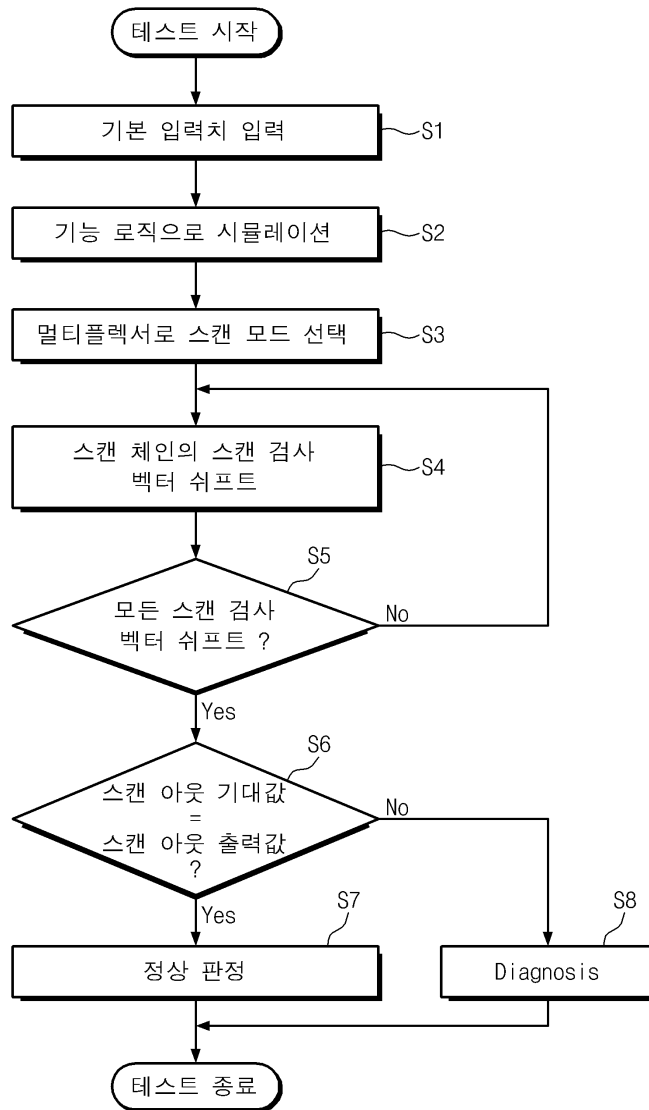 테스트 시작
기본 입력치 입력
S1
기능 로직으로 시뮬레이션
S2
멀티플렉서로 스캔 모드 선택
S3
스캔 체인의 스캔 검사
벡터 쉬프트
S4
S5
모든 스캔 검사
벡터 쉬프트 ?
No
Yes
S6
스캔 아웃 기대값
=
스캔 아웃 출력값
?
No
Yes
S7
정상 판정
S8
Diagnosis
테스트 종료